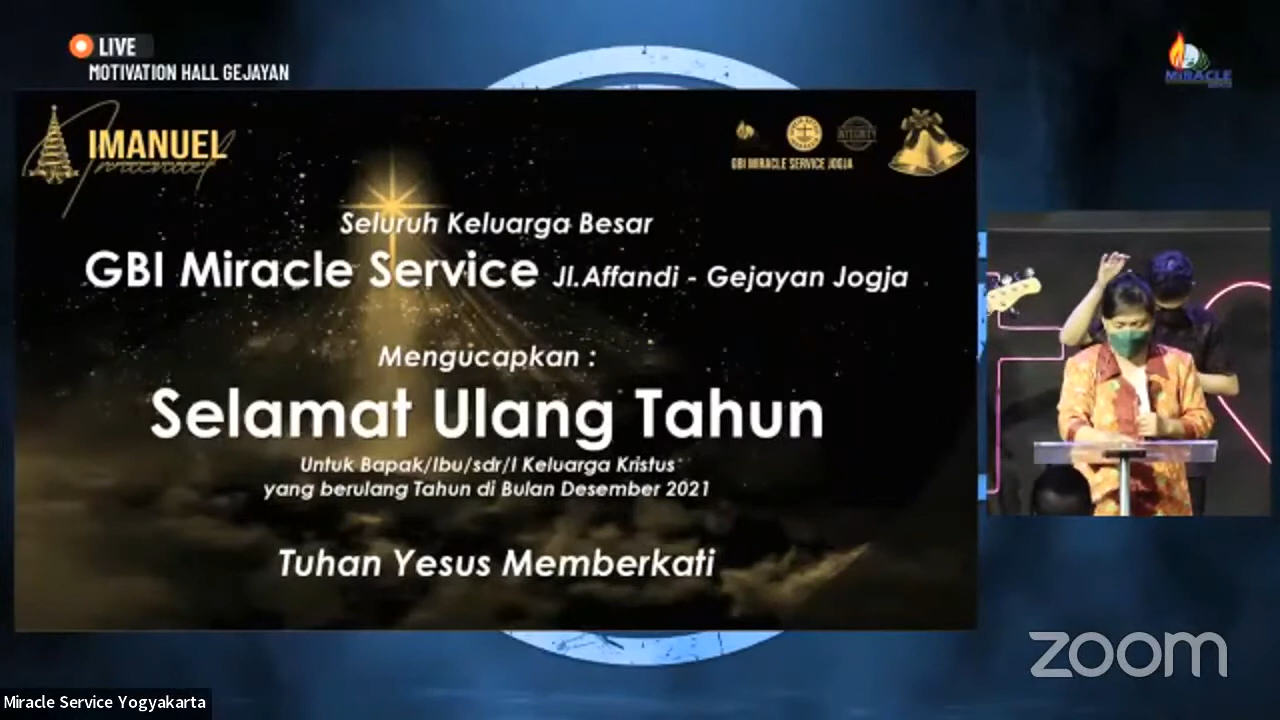 LIVE
MOTIVATION HALL GEJAYAN
MIRACLE
IMANUEL
Imanuel
INTEGRITY
GBI MIRACLE SERVICE JOGJA
Seluruh Keluarga Besar
GBI Miracle Service Jl.Affandi - Gejayan Jogja
Mengucapkan :
Selamat Ulang Tahun
Untuk Bapak/Ibu/sdr/I Keluarga Kristus
yang berulang Tahun di Bulan Desember 2021
Tuhan Yesus Memberkati
zoom
Miracle Service Yogyakarta